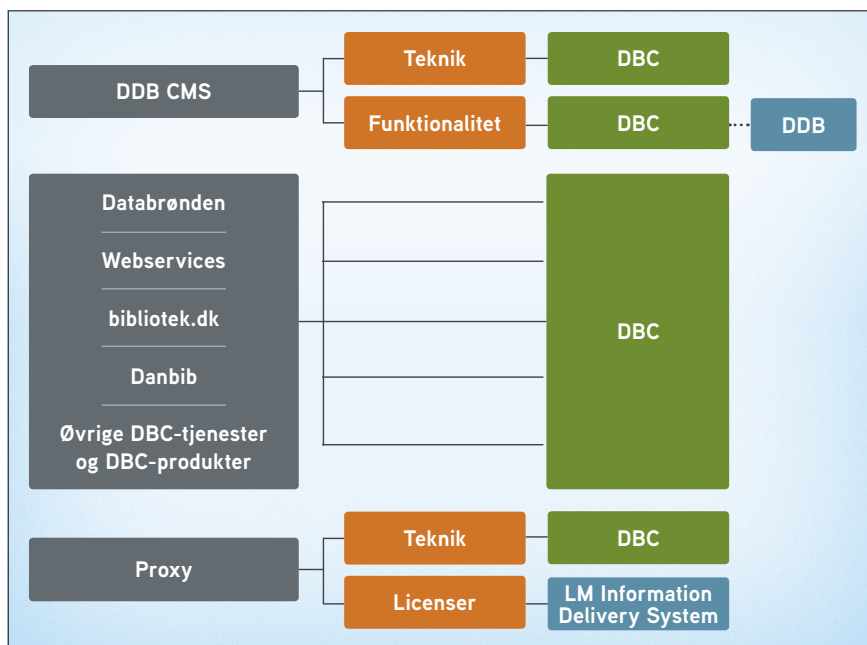 DDB CMS
Teknik
DBC
Funktionalitet
DBC
DDB
Databrønden
Webservices
bibliotek.dk
Danbib
Øvrige DBC-tjenester
og DBC-produkter
DBC
Proxy
Teknik
DBC
Licenser
LM Information
Delivery System